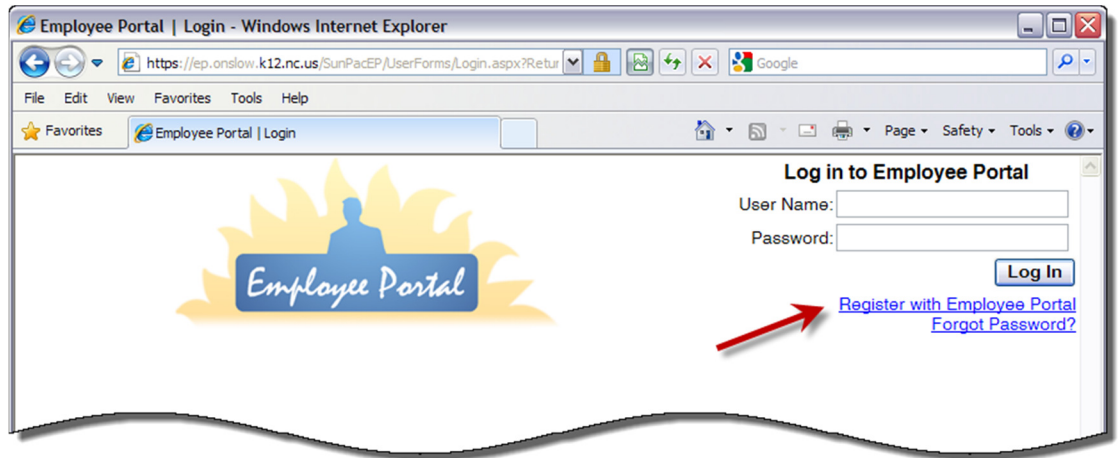 Employee Portal | Login - Windows Internet Explorer
https://ep.onslow.k12.nc.us/SunPacEP/UserForms/Login.aspx?Retur
Google
File Edit View Favorites Tools Help
Favorites Employee Portal | Login Page Safety Tools
Log in to Employee Portal
User Name:
Password:
Employee Portal
Log In
Register with Employee Portal
Forgot Password?